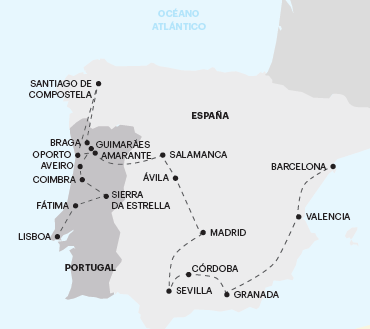 OCÉANO
ATLÁNTICO
SANTIAGO DE
COMPOSTELA
ESPAÑA
BRAGA
GUIMARÃES
OPORTO
AMARANTE
SALAMANCA
AVEIRO
BARCELONA
COIMBRA
ÁVILA
SIERRA
DA ESTRELLA
FÁTIMA
VALENCIA
LISBOA
MADRID
PORTUGAL
CÓRDOBA
SEVILLA
GRANADA